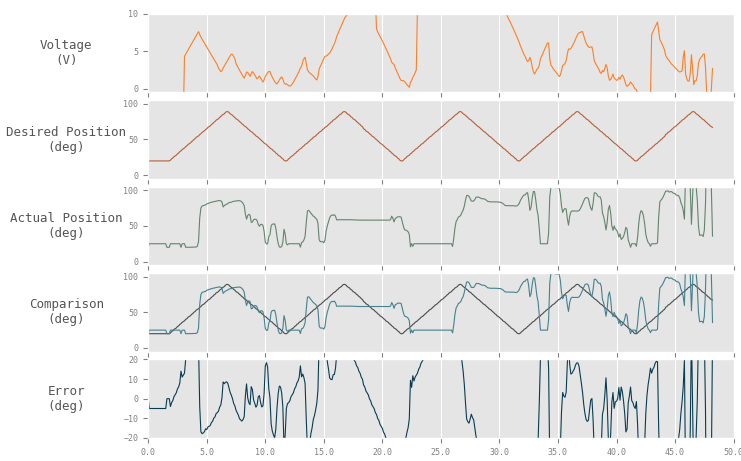 10
Voltage
(V)
5
0
100
Desired Position
(deg)
50
0
100
Actual Position
(deg)
50
0
100
Comparison
(deg)
50
0
20
10
Error
(deg)
0
−10
−20
0.0 5.0 10.0 15.0 20.0 25.0 30.0 35.0 40.0 45.0 50.0